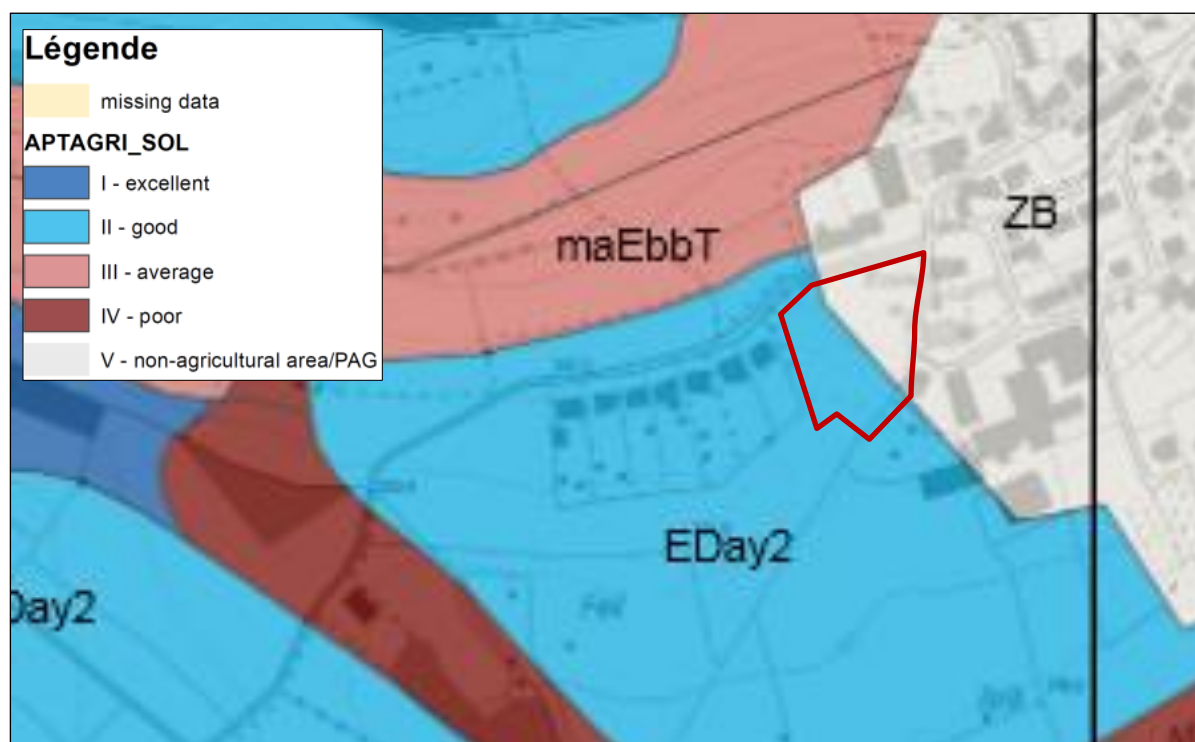 Légende
missing data
APTAGRI_SOL
I - excellent
II - good
III - average
IV - poor
V - non-agricultural area/PAG
ZB
maEbbT
EDay2
Day2